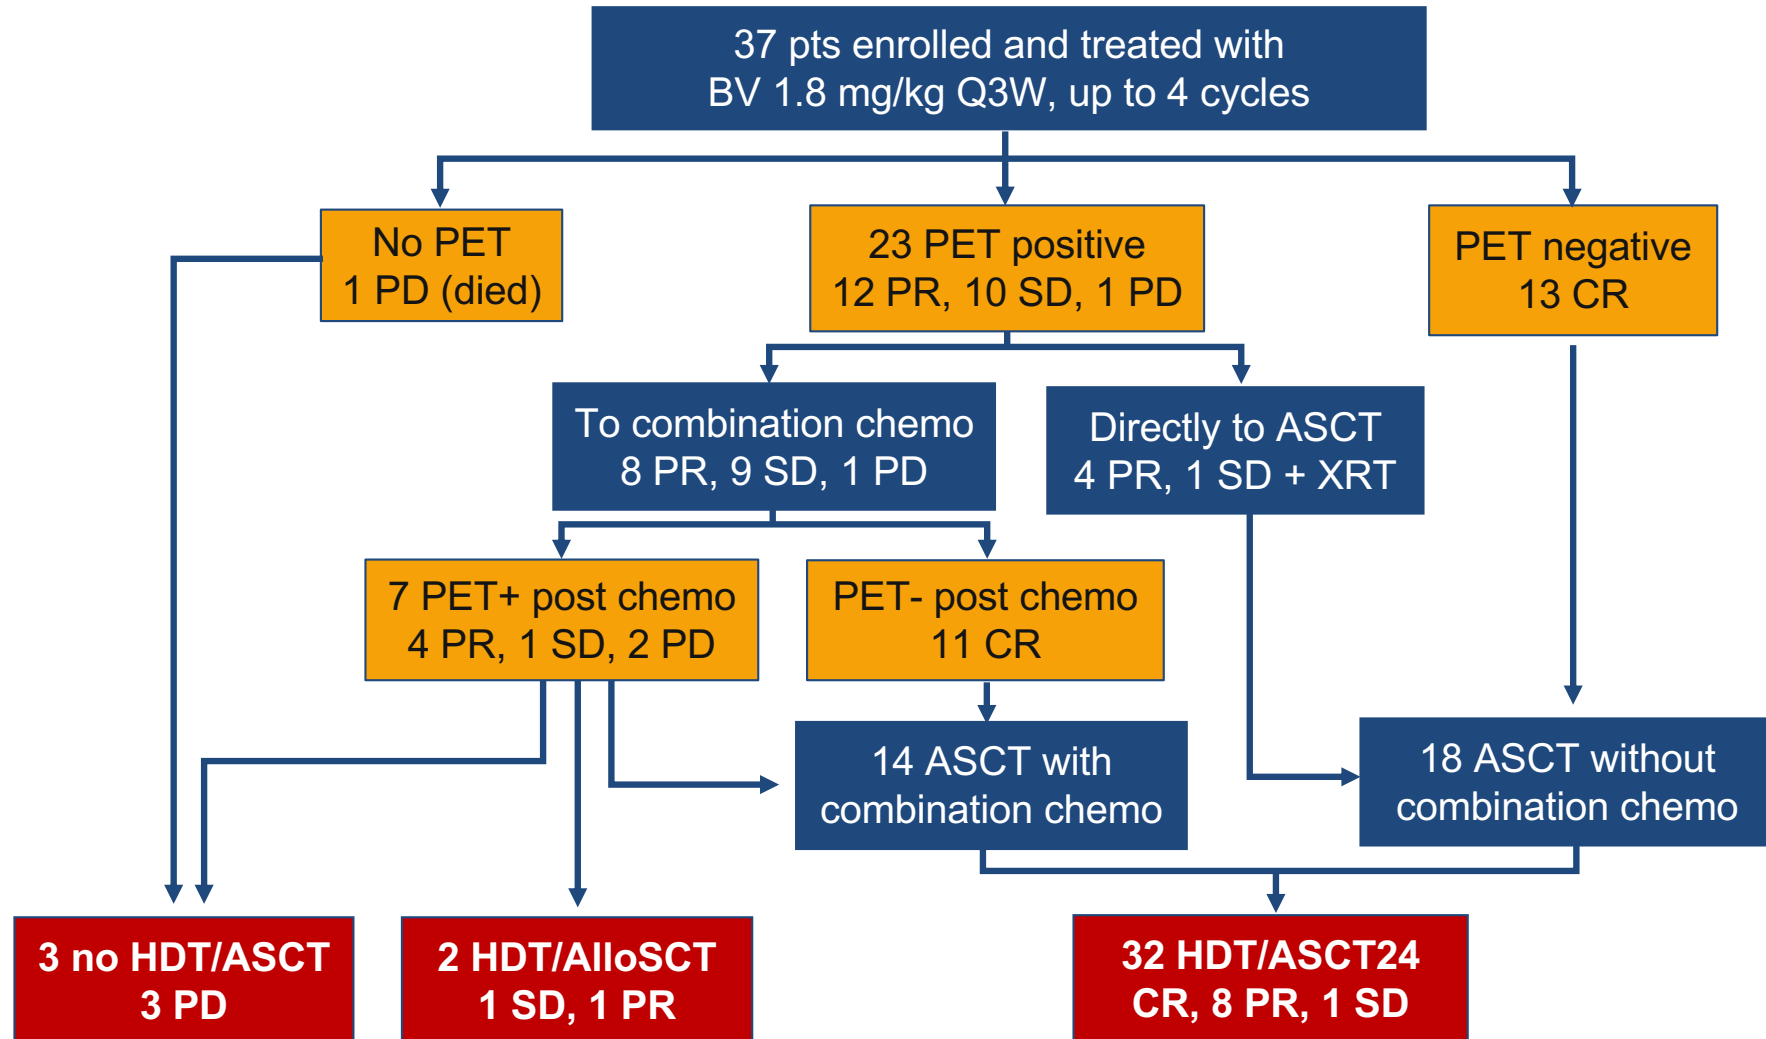 37 pts enrolled and treated with
BV 1.8 mg/kg Q3W, up to 4 cycles
No PET
1 PD (died)
23 PET positive
12 PR, 10 SD, 1 PD
PET negative
13 CR
To combination chemo
8 PR, 9 SD, 1 PD
Directly to ASCT
4 PR, 1 SD + XRT
7 PET+ post chemo
4 PR, 1 SD, 2 PD
PET- post chemo
11 CR
14 ASCT with
combination chemo
18 ASCT without
combination chemo
3 no HDT/ASCT
3 PD
2 HDT/AlloSCT
1 SD, 1 PR
32 HDT/ASCT24
CR, 8 PR, 1 SD